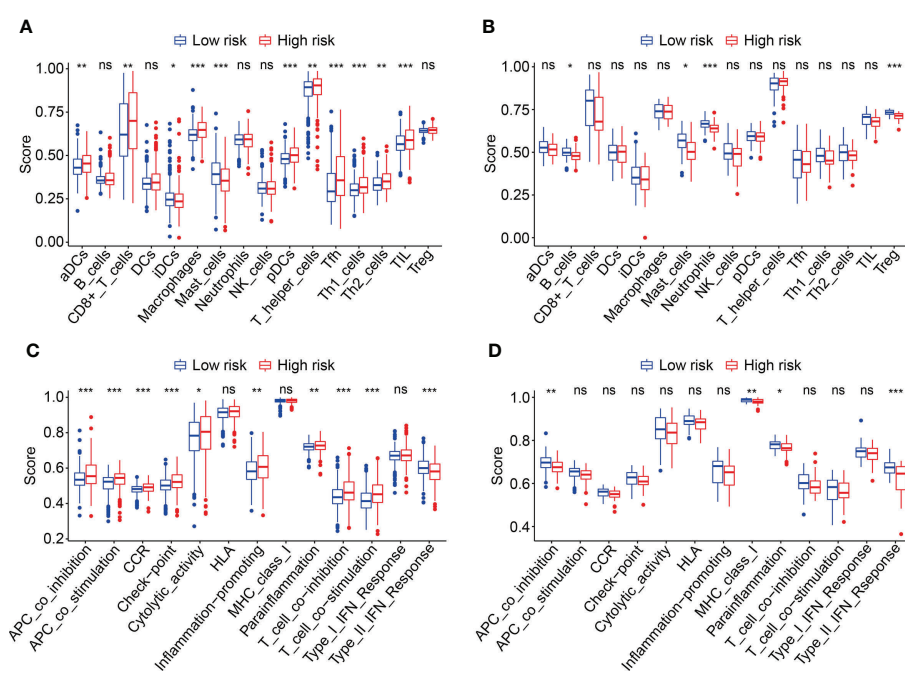 A
Low risk High risk
** ns ** ns * *** *** ns ns *** ** *** *** ** *** ns
Score
1.00
0.75
0.50
0.25
0.00
aDCs
B_cells
CD8+_T_cells
DCs
iDCs
Macrophages
Mast_cells
Neutrophils
NK_cells
pDCs
T_helper_cells
Tfh
Th1_cells
Th2_cells
TIL
Treg
B
Low risk High risk
ns * ns ns ns ns * *** ns ns ns ns ns ns ns ***
Score
1.00
0.75
0.50
0.25
0.00
aDCs
B_cells
CD8+_T_cells
DCs
iDCs
Macrophages
Mast_cells
Neutrophils
NK_cells
pDCs
T_helper_cells
Tfh
Th1_cells
Th2_cells
TIL
Treg
C
Low risk High risk
*** *** *** *** * ns ** ns ** *** *** ns ***
Score
1.0
0.8
0.6
0.4
0.2
APC_co_inhibition
APC_co_stimulation
CCR
Check-point
Cytolytic_activity
HLA
Inflammation-promoting
MHC_class_I
Parainflammation
T_cell_co-inhibition
T_cell_co-stimulation
Type_I_IFN_Response
Type_II_IFN_Response
D
Low risk High risk
** ns ns ns ns ns ns ** * ns ns ns ***
Score
1.0
0.8
0.6
0.4
APC_co_inhibition
APC_co_stimulation
CCR
Check-point
Cytolytic_activity
HLA
Inflammation-promoting
MHC_class_I
Parainflammation
T_cell_co-inhibition
T_cell_co-stimulation
Type_I_IFN_Response
Type_II_IFN_Rseponse